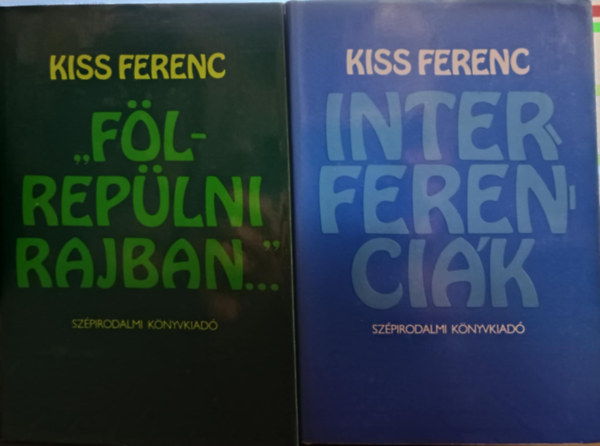 KISS FERENC
„FÖL-
REPÜLNI
RAJBAN..."
SZÉPIRODALMI KÖNYVKIADÓ
KISS FERENC
INTER-
FEREN-
CIÁK
SZÉPIRODALMI KÖNYVKIADÓ